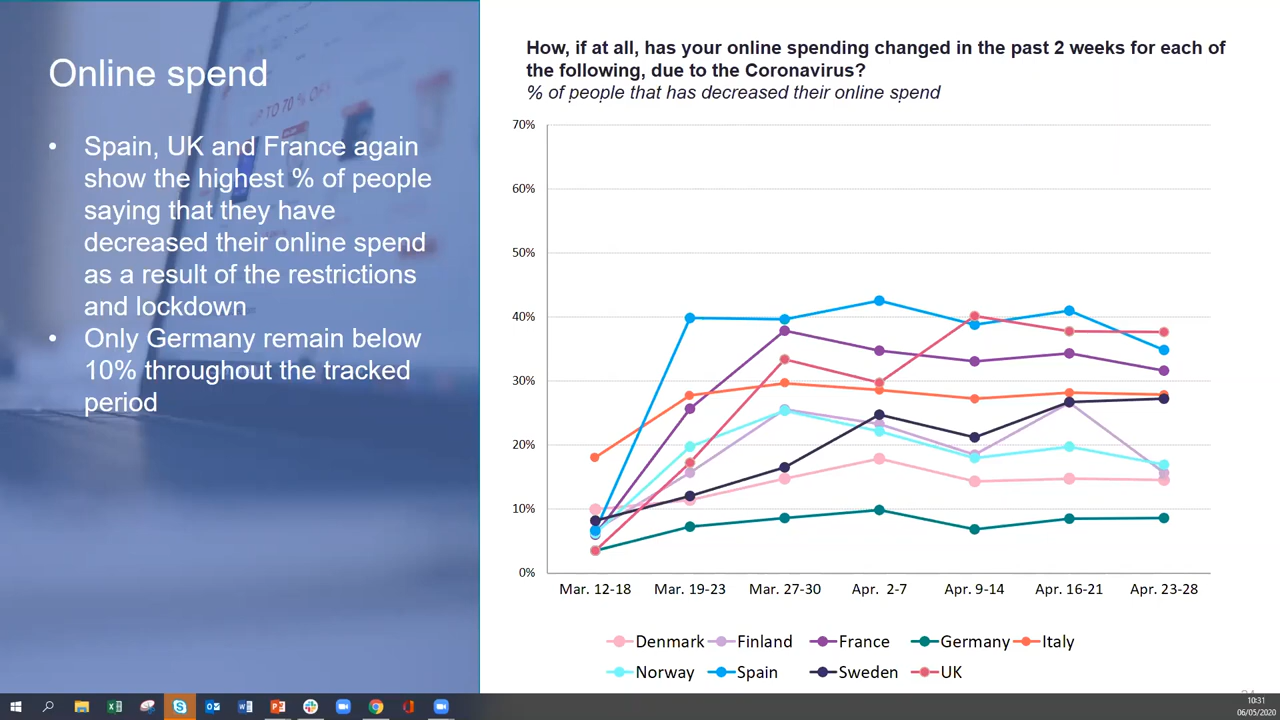 Online spend
• Spain, UK and France again
show the highest % of people
saying that they have
decreased their online spend
as a result of the restrictions
and lockdown
• Only Germany remain below
10% throughout the tracked
period
UP TO 70 % OFF
How, if at all, has your online spending changed in the past 2 weeks for each of
the following, due to the Coronavirus?
% of people that has decreased their online spend
70%
60%
50%
40%
30%
20%
10%
0%
Mar. 12-18 Mar. 19-23 Mar. 27-30 Apr. 2-7 Apr. 9-14 Apr. 16-21 Apr. 23-28
Denmark Finland France Germany Italy
Norway Spain Sweden UK
10:31
06/05/2020